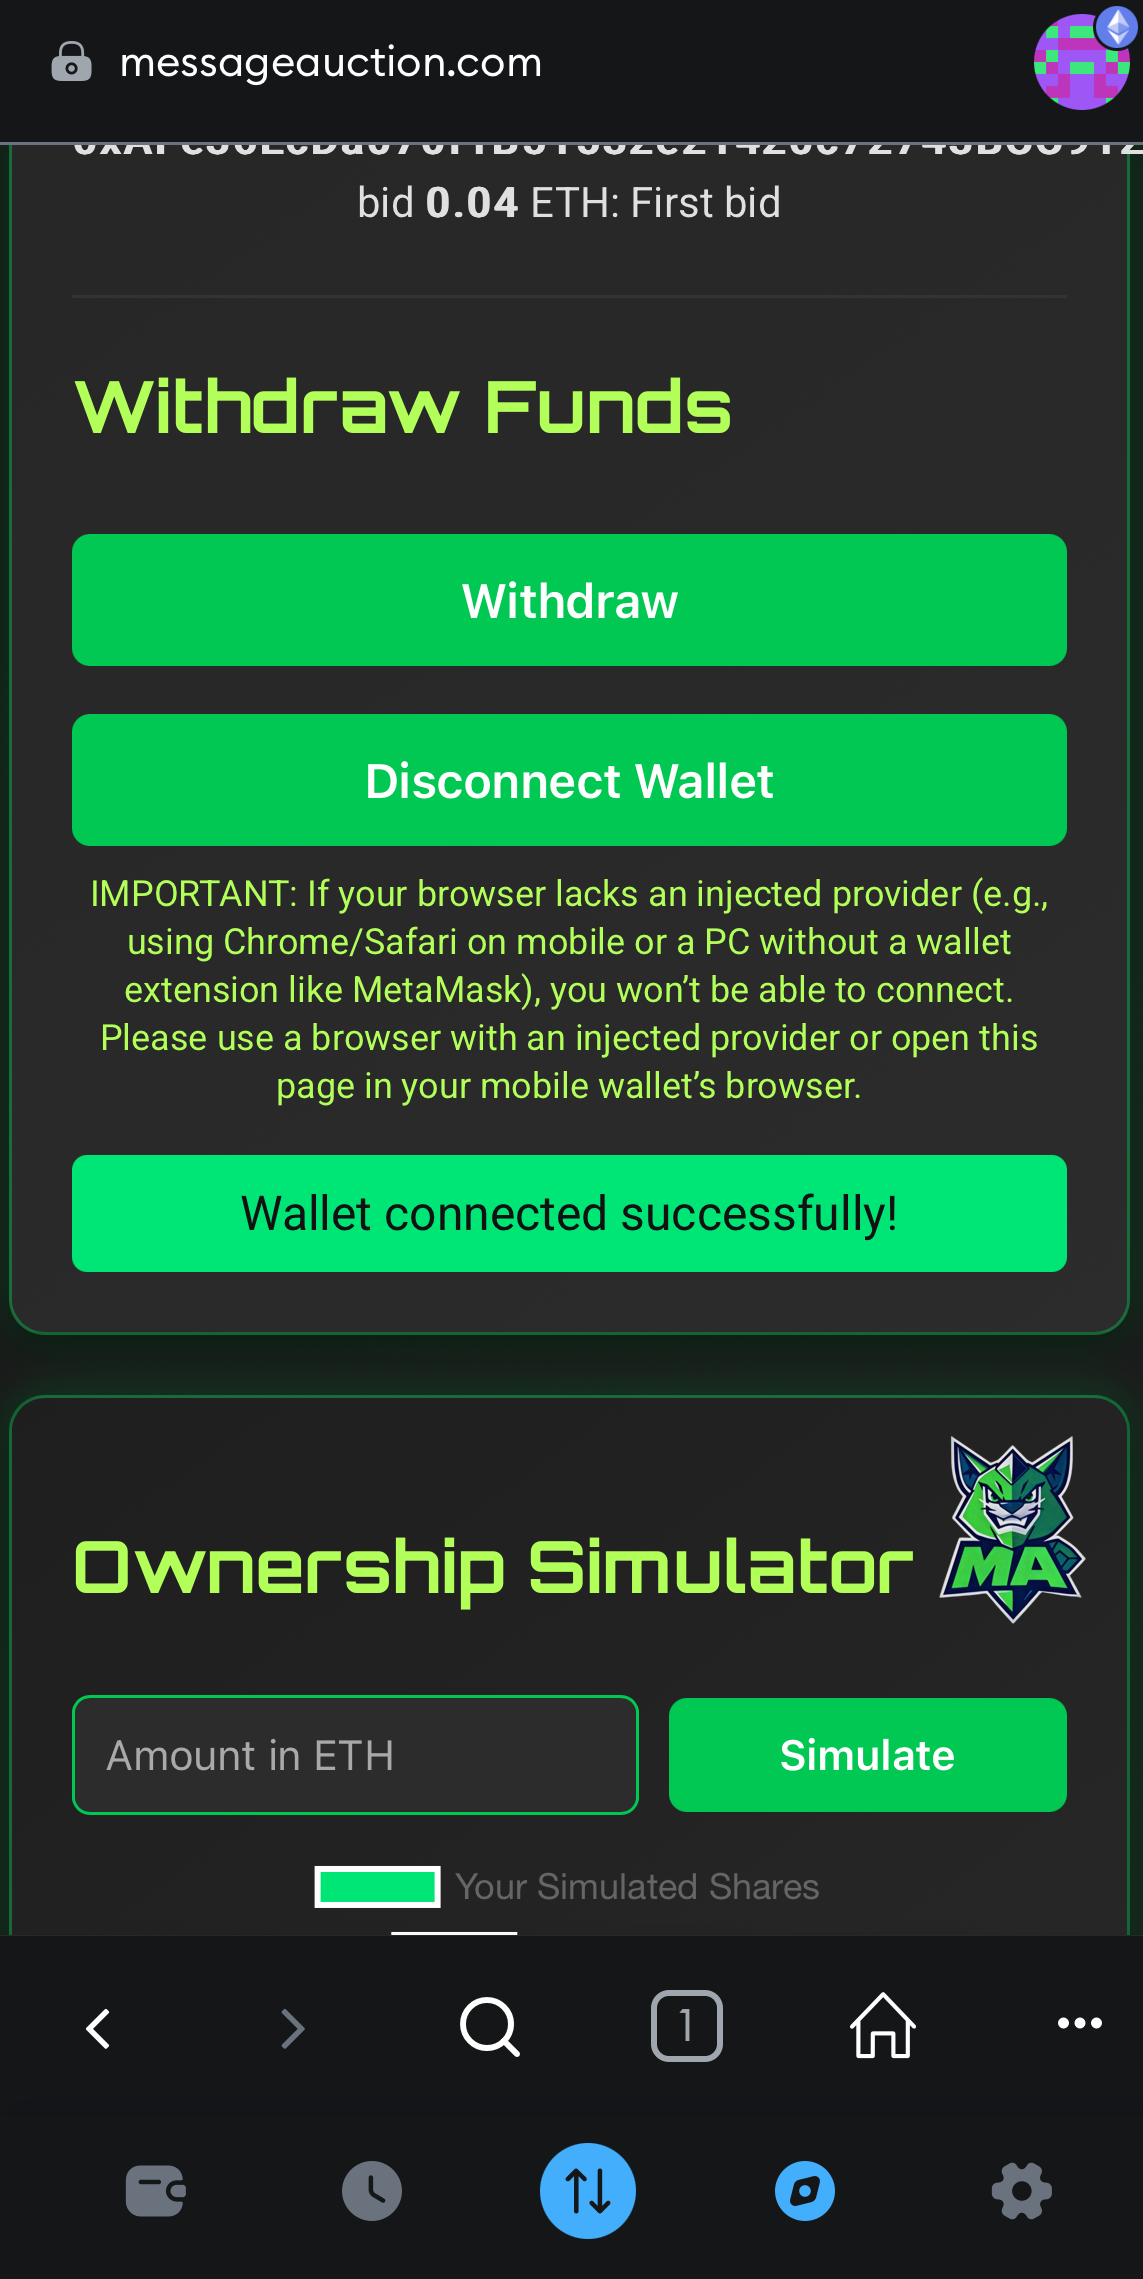 messageauction.com
bid 0.04 ETH: First bid
Withdraw Funds
Withdraw
Disconnect Wallet
IMPORTANT: If your browser lacks an injected provider (e.g.,
using Chrome/Safari on mobile or a PC without a wallet
extension like MetaMask), you won’t be able to connect.
Please use a browser with an injected provider or open this
page in your mobile wallet’s browser.
Wallet connected successfully!
MA
Ownership Simulator
Amount in ETH
Simulate
Your Simulated Shares
1